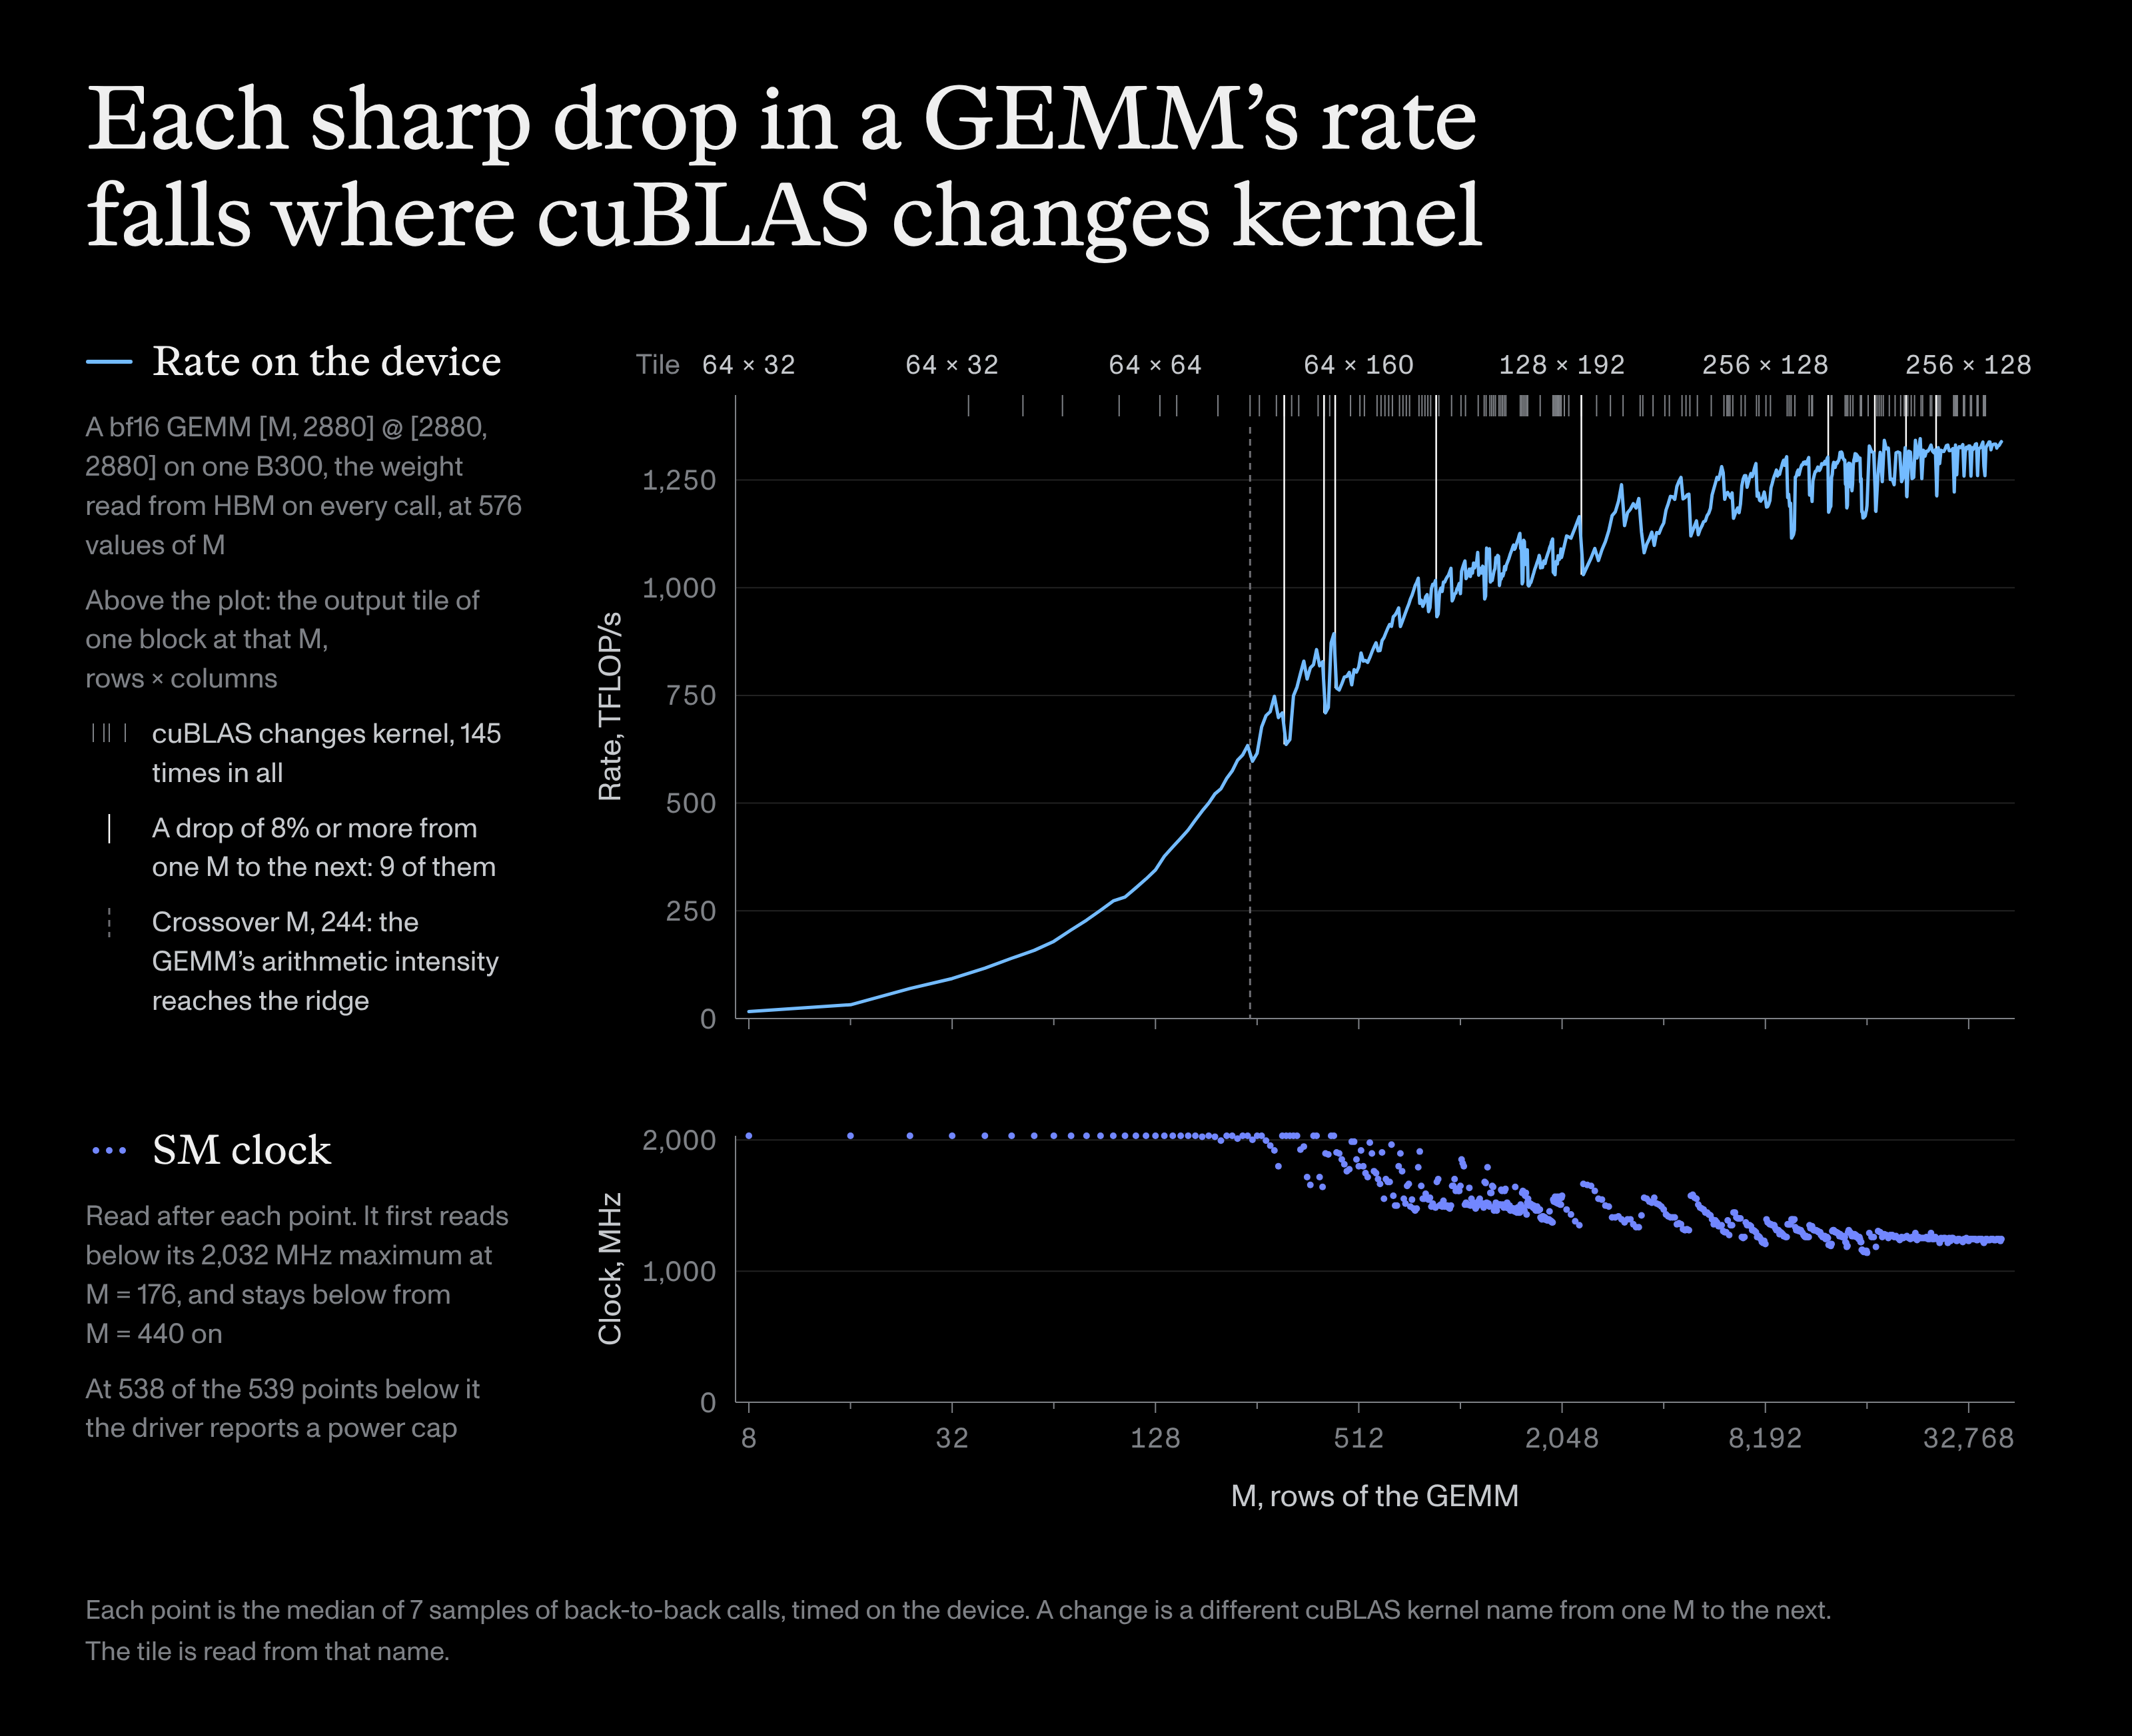 Each sharp drop in a GEMM’s rate
falls where cuBLAS changes kernel
Rate on the device
A bf16 GEMM [M, 2880] @ [2880,
2880] on one B300, the weight
read from HBM on every call, at 576
values of M
Above the plot: the output tile of
one block at that M,
rows × columns
cuBLAS changes kernel, 145
times in all
A drop of 8% or more from
one M to the next: 9 of them
Crossover M, 244: the
GEMM’s arithmetic intensity
reaches the ridge
Tile 64 × 32 64 × 32 64 × 64 64 × 160 128 × 192 256 × 128 256 × 128
Rate, TFLOP/s
1,250
1,000
750
500
250
0
SM clock
Read after each point. It first reads
below its 2,032 MHz maximum at
M = 176, and stays below from
M = 440 on
At 538 of the 539 points below it
the driver reports a power cap
Clock, MHz
2,000
1,000
0
8 32 128 512 2,048 8,192 32,768
M, rows of the GEMM
Each point is the median of 7 samples of back-to-back calls, timed on the device. A change is a different cuBLAS kernel name from one M to the next.
The tile is read from that name.